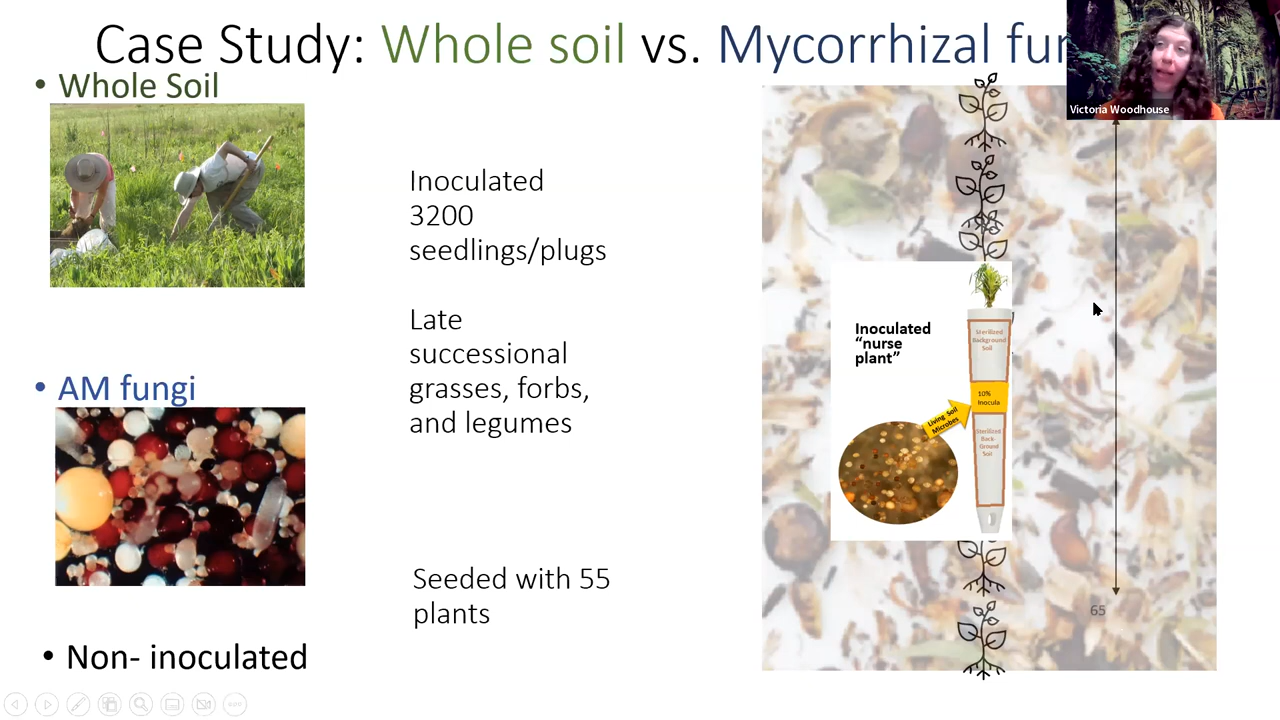 Case Study: Whole soil vs. Mycorrhizal fun
Victoria Woodhouse
• Whole Soil
• AM fungi
• Non- inoculated
Inoculated
3200
seedlings/plugs
Late
successional
grasses, forbs,
and legumes
Seeded with 55
plants
Inoculated
“nurse
plant”
Sterilized
Background
Soil
10%
Inocula
Living Soil
Microbes
Sterilized
Back-
Ground
Soil
65